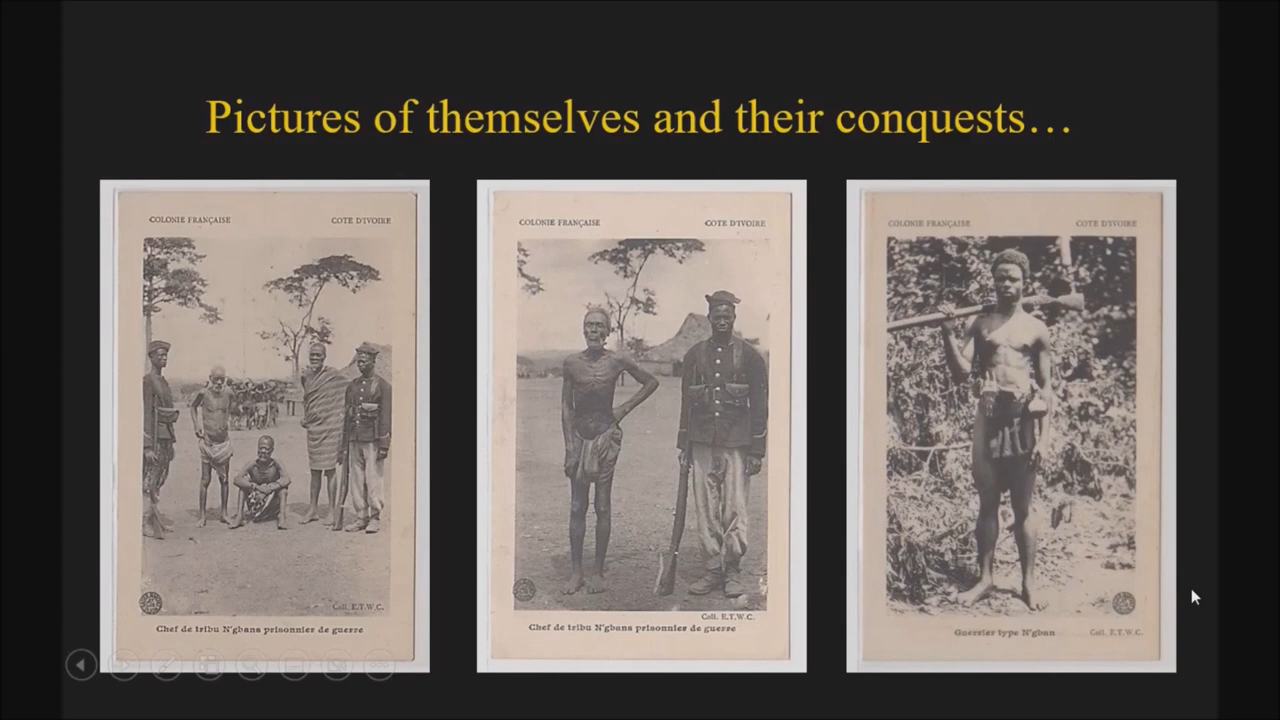 Pictures of themselves and their conquests…
COLONIE FRANÇAISE COTE D'IVOIRE
Coll. E.T.W.C.
Chef de tribu N'gbans prisonnier de guerre
COLONIE FRANÇAISE COTE D'IVOIRE
Coll. E.T.W.C.
Chef de tribu N'gbans prisonnier de guerre
COLONIE FRANÇAISE COTE D'IVOIRE
Guerrier type N'gban Coll. E.T.W.C.